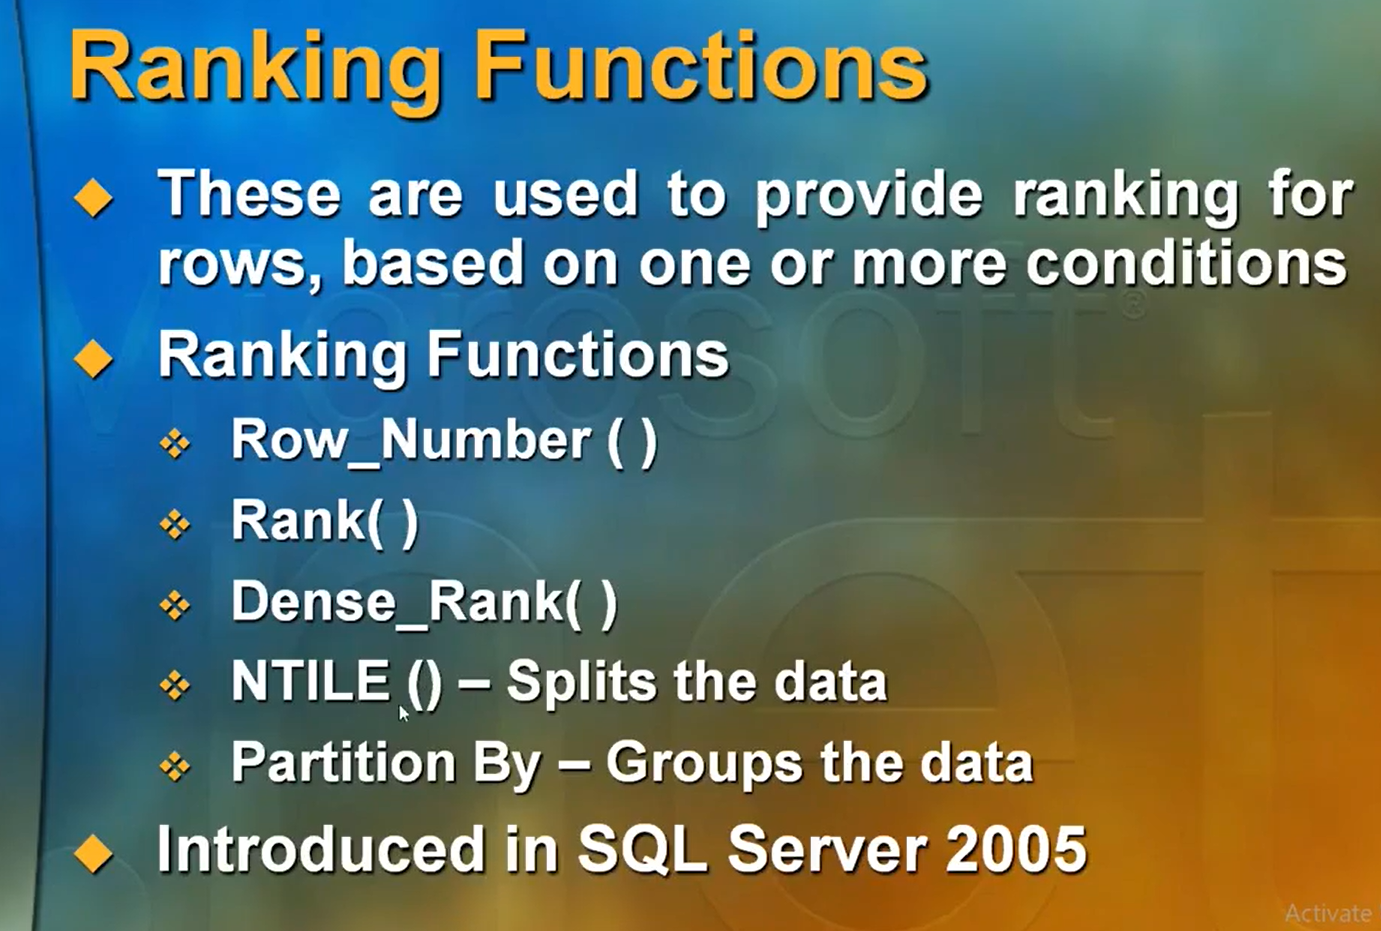 Ranking Functions
These are used to provide ranking for
rows, based on one or more conditions
Ranking Functions
Row_Number ( )
Rank( )
Dense_Rank( )
NTILE () – Splits the data
Partition By – Groups the data
Introduced in SQL Server 2005
Microsoft®
.net
Activate